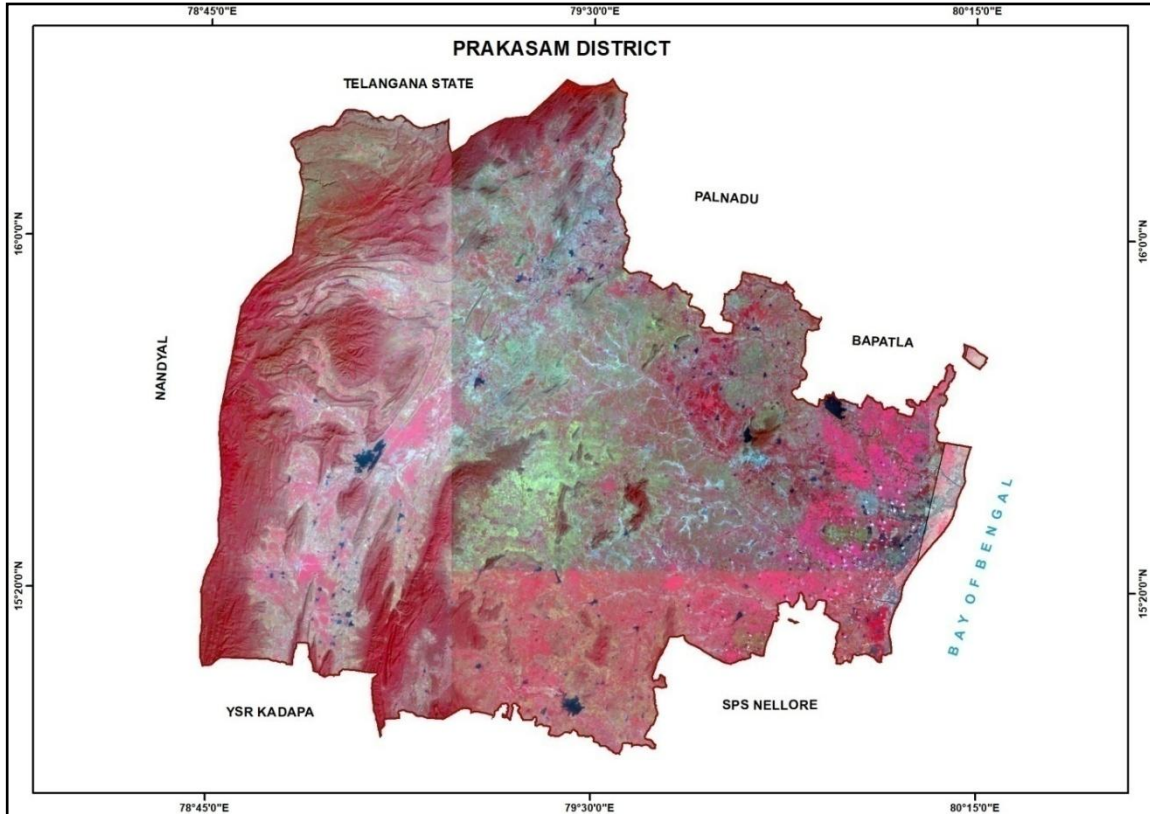 78°45'0"E
79°30'0"E
80°15'0"E
PRAKASAM DISTRICT
TELANGANA STATE
PALNADU
16°0'0"N
16°0'0"N
BAPATLA
NANDYAL
BAY OF BENGAL
15°20'0"N
15°20'0"N
YSR KADAPA
SPS NELLORE
78°45'0"E
79°30'0"E
80°15'0"E